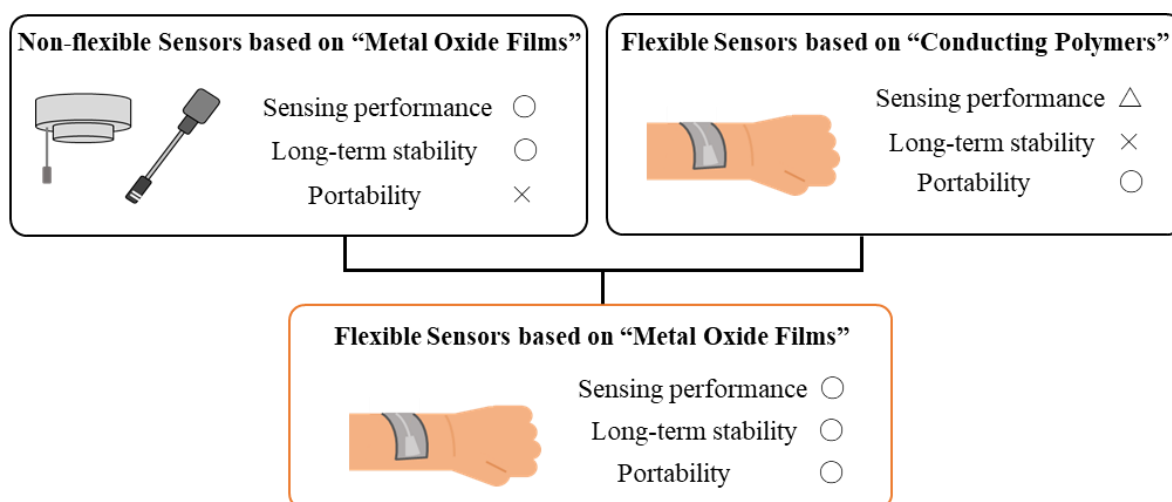 Non-flexible Sensors based on “Metal Oxide Films”
Sensing performance ○
Long-term stability ○
Portability ×
Flexible Sensors based on “Conducting Polymers”
Sensing performance △
Long-term stability ×
Portability ○
Flexible Sensors based on “Metal Oxide Films”
Sensing performance ○
Long-term stability ○
Portability ○